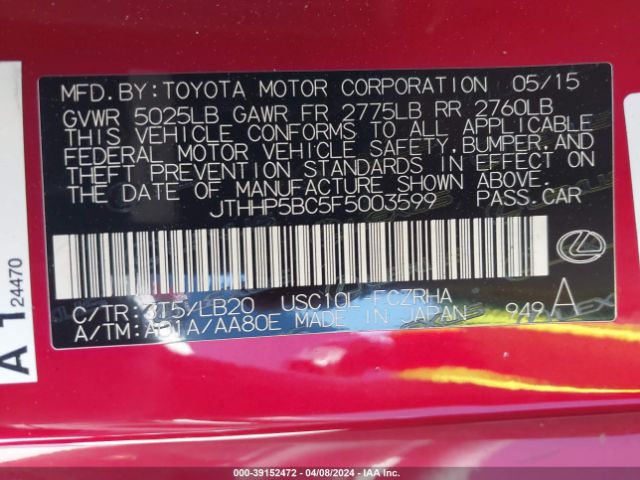 MFD.BY:TOYOTA MOTOR CORPORATION 05/15
GVWR 5025LB GAWR FR 2775LB RR 2760LB
THIS VEHICLE CONFORMS TO ALL APPLICABLE
FEDERAL MOTOR VEHICLE SAFETY,BUMPER,AND
THEFT PREVENTION STANDARDS IN EFFECT ON
THE DATE OF MANUFACTURE SHOWN ABOVE.
JTHHP5BC5F5003599 PASS.CAR
C/TR:3T5/LB20 USC10L-FCZRHA A
A/TM:A01A/AA80E MADE IN JAPAN 949
A 1 24470
000-39152472 | 04/08/2024 | IAA Inc.